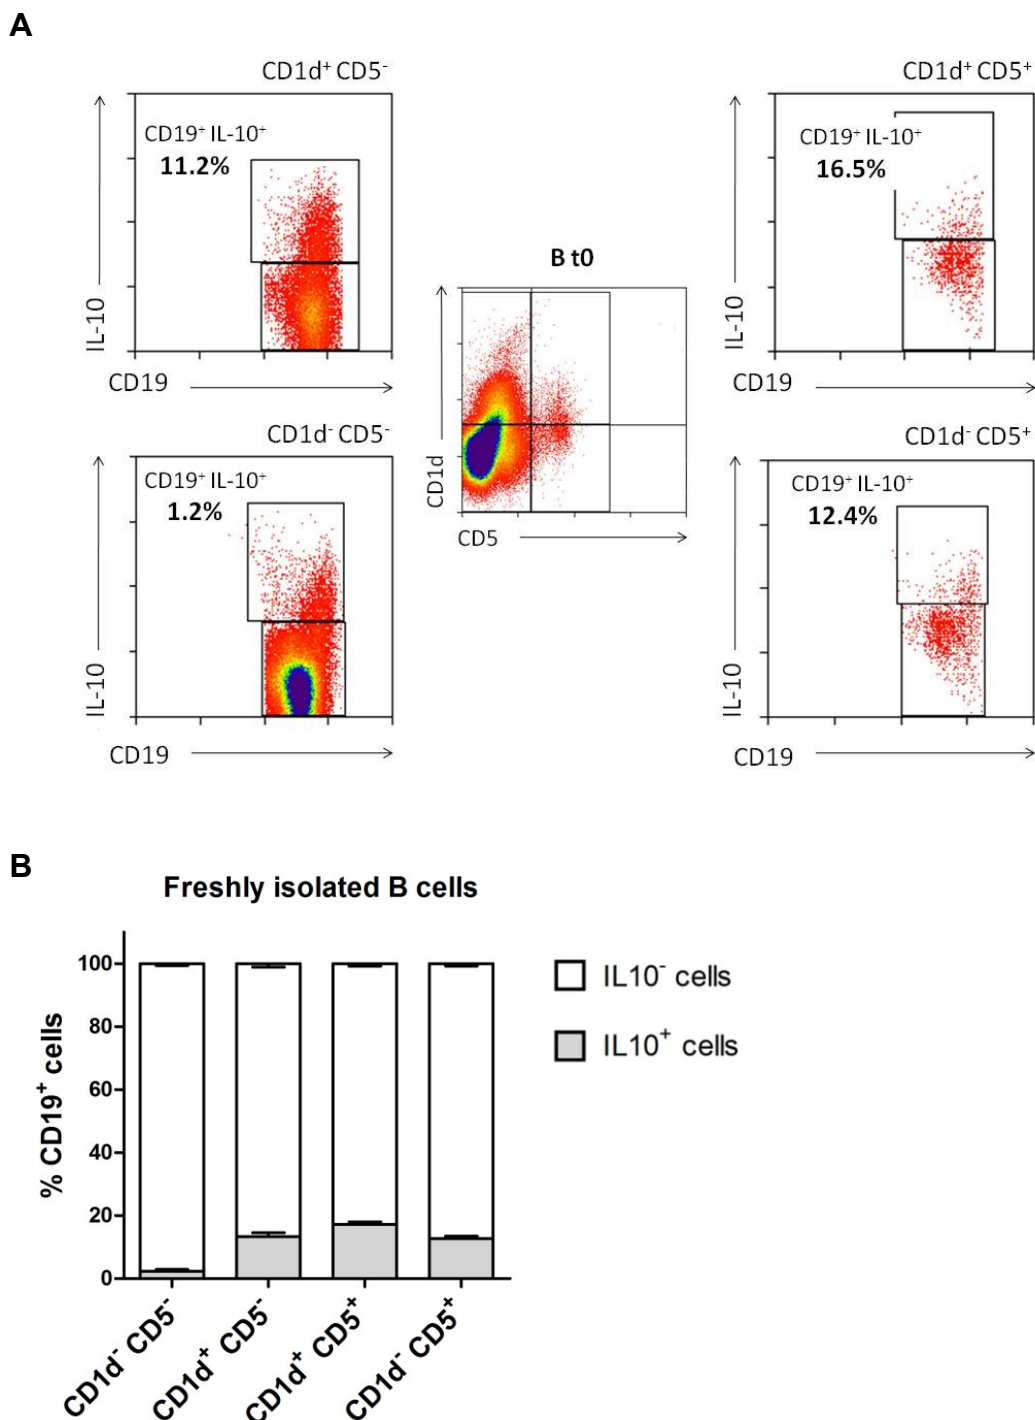 A
CD1d⁺ CD5⁻
CD19⁺ IL-10⁺
11.2%
IL-10
CD19
CD1d⁺ CD5⁺
CD19⁺ IL-10⁺
16.5%
IL-10
CD19
B t0
CD1d
CD5
CD1d⁻ CD5⁻
CD19⁺ IL-10⁺
1.2%
IL-10
CD19
CD1d⁻ CD5⁺
CD19⁺ IL-10⁺
12.4%
IL-10
CD19
B
Freshly isolated B cells
% CD19⁺ cells
100
80
60
40
20
0
CD1d⁻ CD5⁻
CD1d⁺ CD5⁻
CD1d⁺ CD5⁺
CD1d⁻ CD5⁺
IL10⁻ cells
IL10⁺ cells